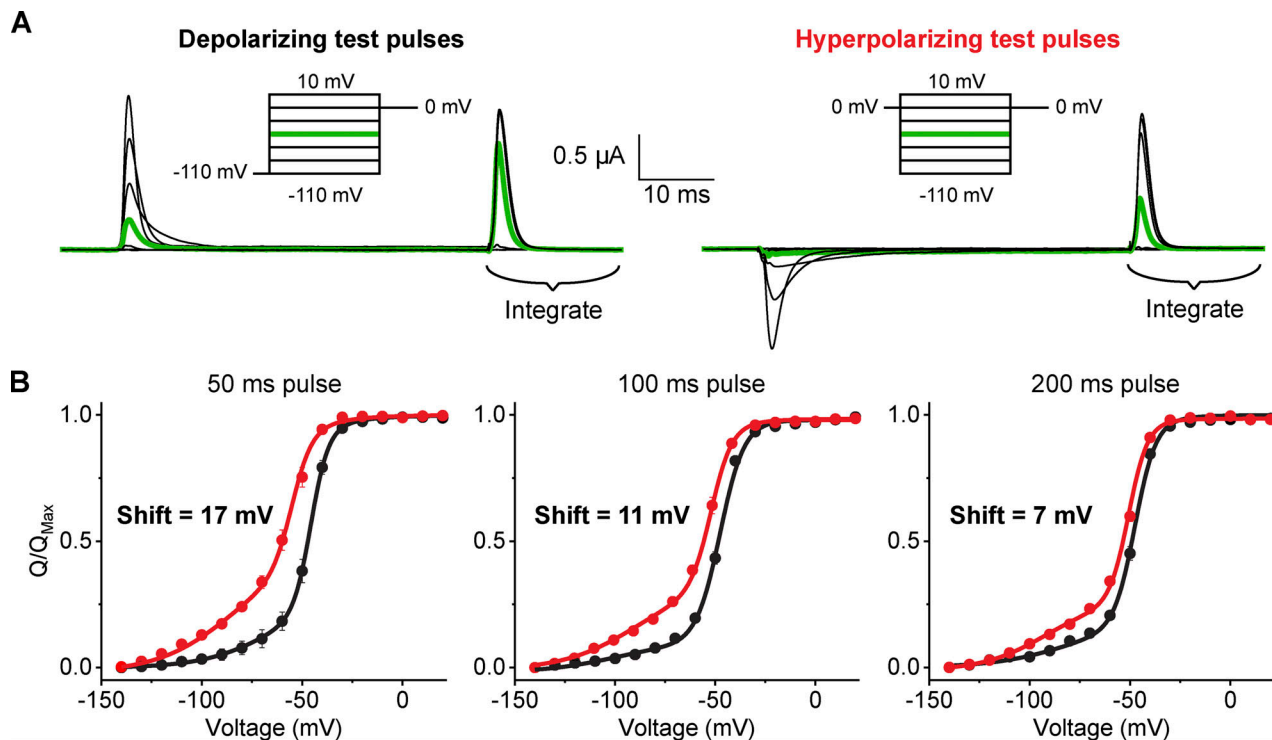 A
Depolarizing test pulses
Hyperpolarizing test pulses
10 mV
0 mV
-110 mV
-110 mV
0.5 µA
10 ms
10 mV
0 mV
0 mV
-110 mV
Integrate
Integrate
B
50 ms pulse
100 ms pulse
200 ms pulse
Q/QMax
1.0
0.5
0.0
Shift = 17 mV
-150
-100
-50
0
Voltage (mV)
1.0
0.5
0.0
Shift = 11 mV
-150
-100
-50
0
Voltage (mV)
1.0
0.5
0.0
Shift = 7 mV
-150
-100
-50
0
Voltage (mV)